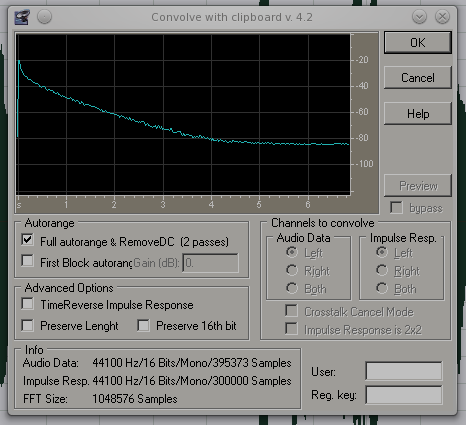 Convolve with clipboard v. 4.2
OK
Cancel
Help
Preview
bypass
-20
-40
-60
-80
-100
s 1 2 3 4 5 6
Autorange
Full autorange & RemoveDC (2 passes)
First Block autorang Gain (dB): 0.
Advanced Options
TimeReverse Impulse Response
Preserve Lenght Preserve 16th bit
Channels to convolve
Audio Data Impulse Resp.
Left Left
Right Right
Both Both
Crosstalk Cancel Mode
Impulse Response is 2x2
Info
Audio Data: 44100 Hz/16 Bits/Mono/395373 Samples
Impulse Resp. 44100 Hz/16 Bits/Mono/300000 Samples
FFT Size: 1048576 Samples
User:
Reg. key: